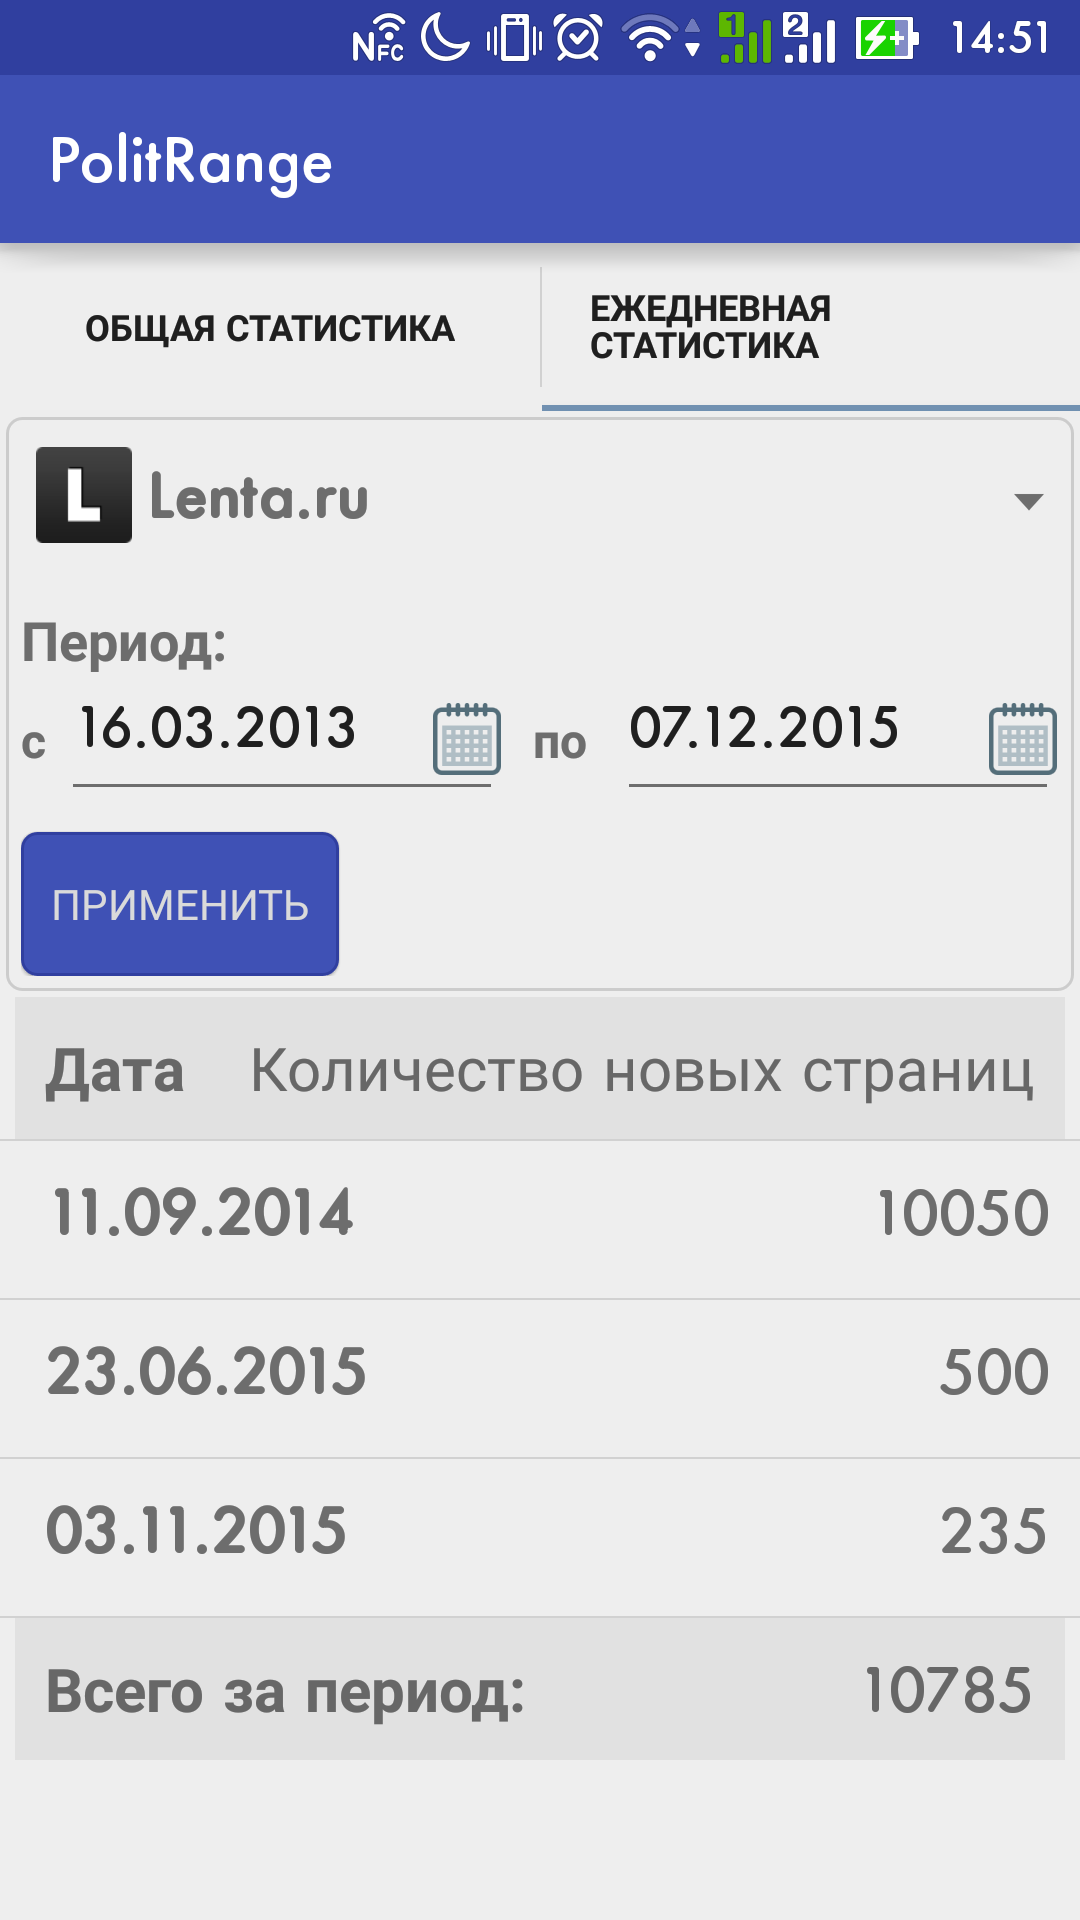 NFC 1 2 14:51
PolitRange
ОБЩАЯ СТАТИСТИКА
ЕЖЕДНЕВНАЯ
СТАТИСТИКА
L Lenta.ru
Период:
с 16.03.2013 по 07.12.2015
ПРИМЕНИТЬ
Дата Количество новых страниц
11.09.2014 10050
23.06.2015 500
03.11.2015 235
Всего за период: 10785